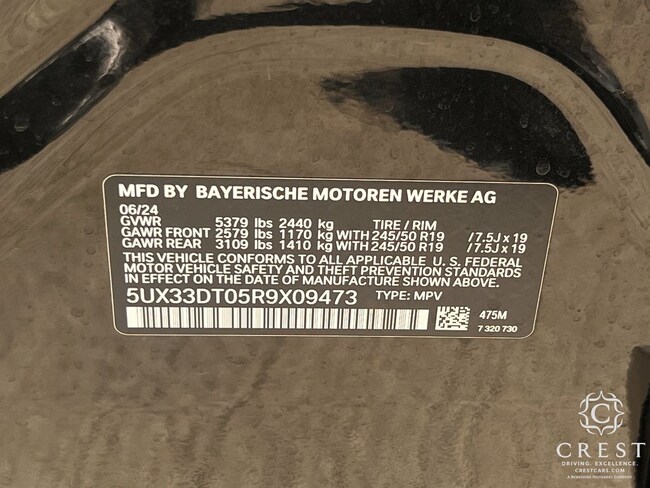 MFD BY BAYERISCHE MOTOREN WERKE AG
06/24
GVWR 5379 lbs 2440 kg TIRE / RIM
GAWR FRONT 2579 lbs 1170 kg WITH 245/50 R19 /7.5J x 19
GAWR REAR 3109 lbs 1410 kg WITH 245/50 R19 /7.5J x 19
THIS VEHICLE CONFORMS TO ALL APPLICABLE U. S. FEDERAL
MOTOR VEHICLE SAFETY AND THEFT PREVENTION STANDARDS
IN EFFECT ON THE DATE OF MANUFACTURE SHOWN ABOVE.
5UX33DT05R9X09473 TYPE: MPV
475M
7 320 730
C
CREST
DRIVING. EXCELLENCE.
CRESTCARS.COM